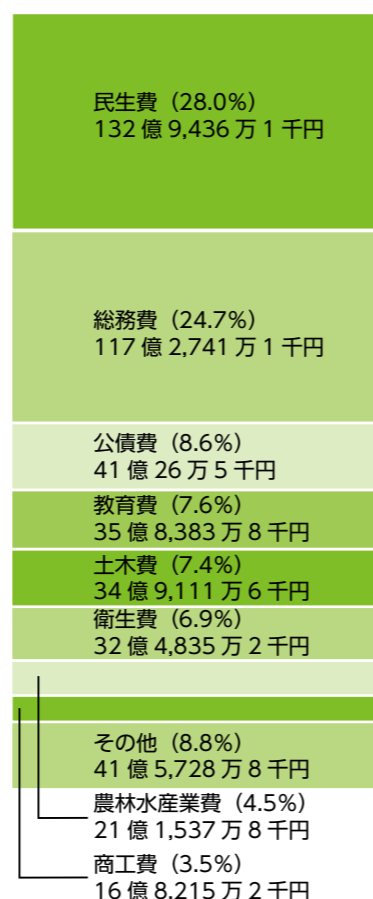 民生費（28.0%）
132 億 9,436 万 1 千円
総務費（24.7%）
117 億 2,741 万 1 千円
公債費（8.6%）
41 億 26 万 5 千円
教育費（7.6%）
35 億 8,383 万 8 千円
土木費（7.4%）
34 億 9,111 万 6 千円
衛生費（6.9%）
32 億 4,835 万 2 千円
その他（8.8%）
41 億 5,728 万 8 千円
農林水産業費（4.5%）
21 億 1,537 万 8 千円
商工費（3.5%）
16 億 8,215 万 2 千円